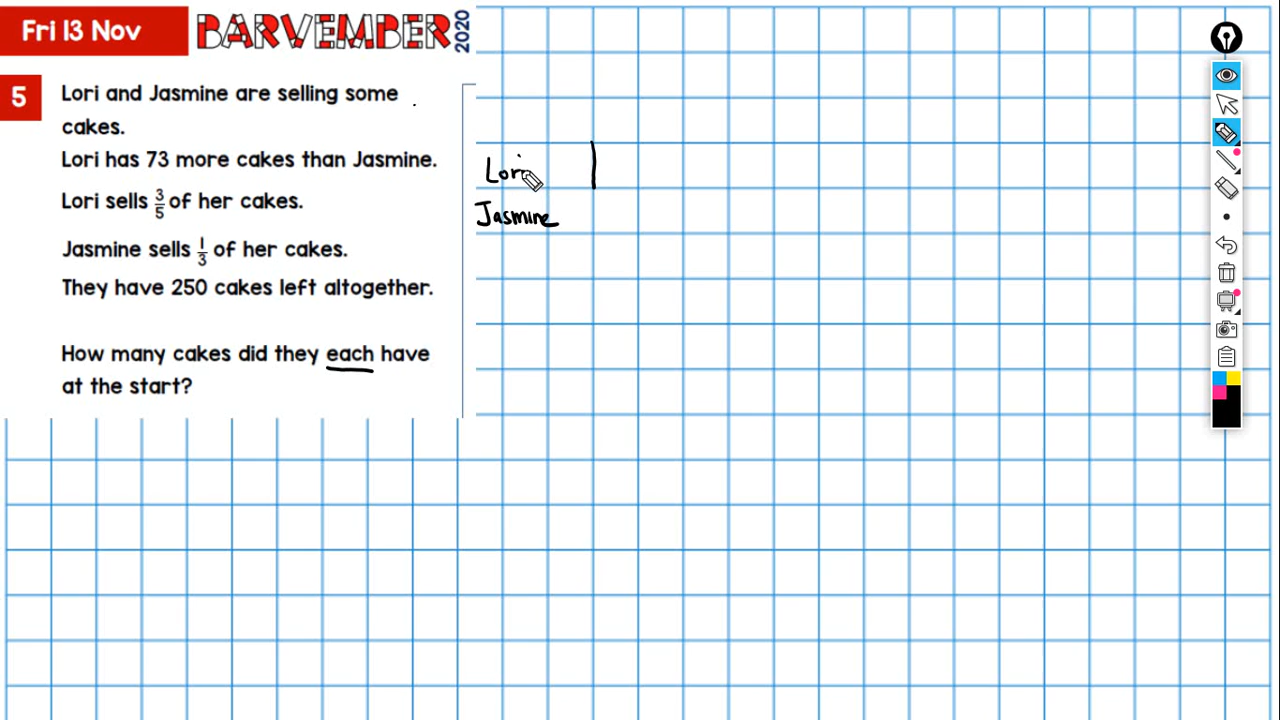 Fri 13 Nov
BARVEMBER 2020
5
Lori and Jasmine are selling some
cakes.
Lori has 73 more cakes than Jasmine.
Lori sells 3/5 of her cakes.
Jasmine sells 1/3 of her cakes.
They have 250 cakes left altogether.
How many cakes did they each have
at the start?
Lori
Jasmine